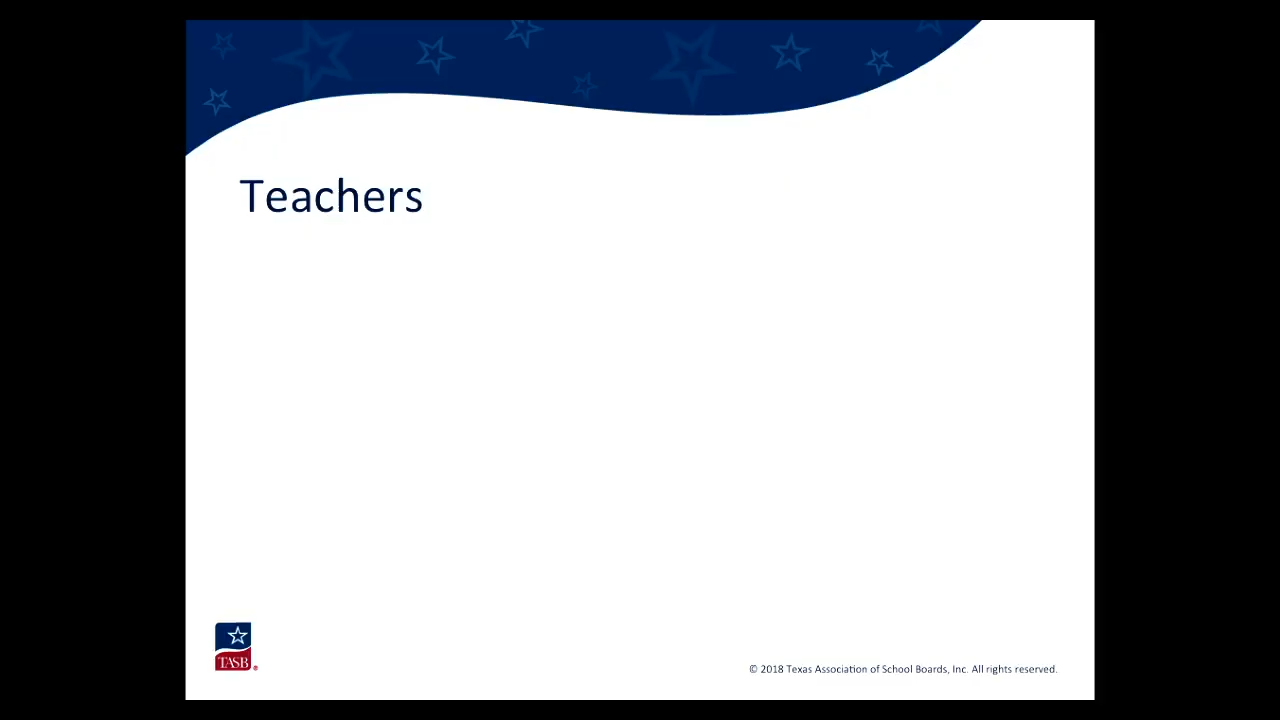 Teachers
TASB®
© 2018 Texas Association of School Boards, Inc. All rights reserved.